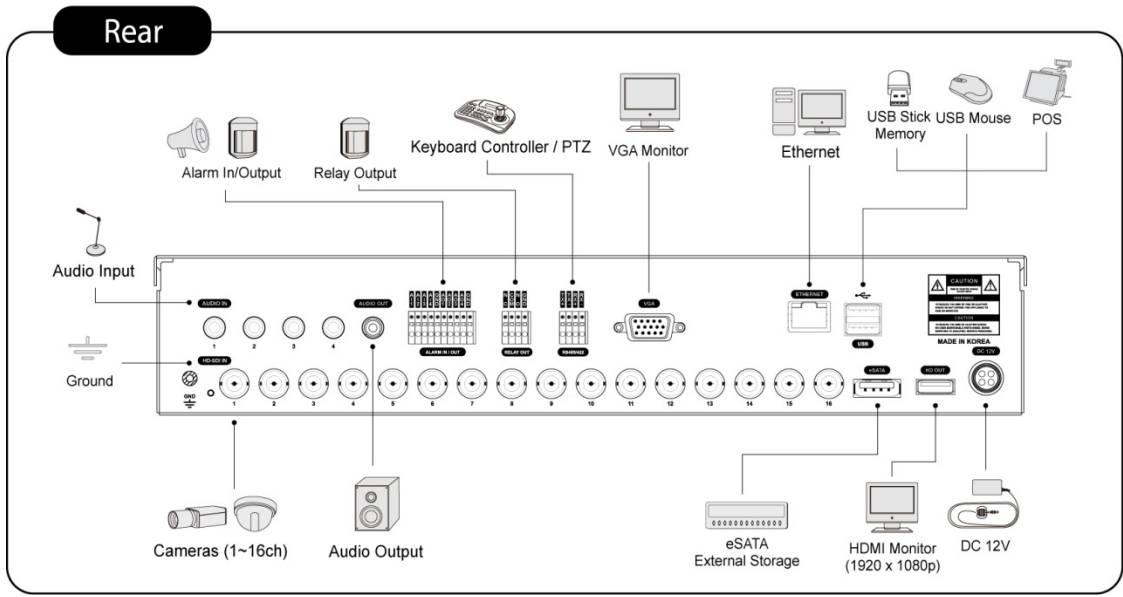 Rear
USB Stick
Memory
USB Mouse
POS
Keyboard Controller / PTZ
VGA Monitor
Ethernet
Alarm In/Output
Relay Output
Audio Input
Ground
AUDIO IN
AUDIO OUT
VGA
ETHERNET
CAUTION
WARNING
CAUTION
1
2
3
4
ALARM IN / OUT
RELAY OUT
RS485/422
USB
MADE IN KOREA
HD-SDI IN
eSATA
HD OUT
DC 12V
GND
1
2
3
4
5
6
7
8
9
10
11
12
13
14
15
16
Cameras (1~16ch)
Audio Output
eSATA
External Storage
HDMI Monitor
(1920 x 1080p)
DC 12V